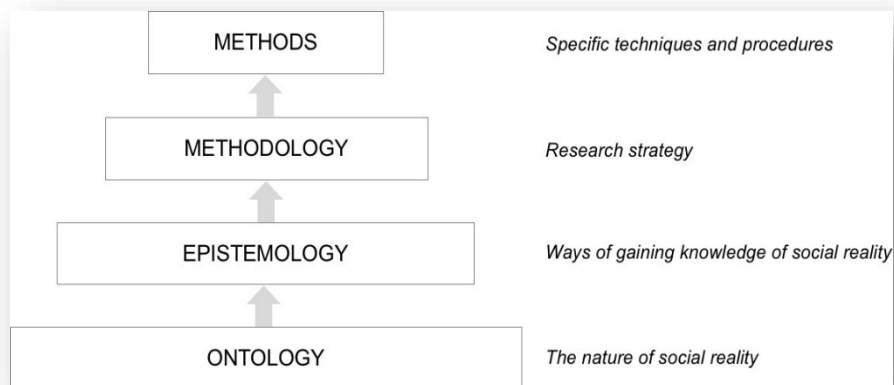 METHODS
Specific techniques and procedures
METHODOLOGY
Research strategy
EPISTEMOLOGY
Ways of gaining knowledge of social reality
ONTOLOGY
The nature of social reality